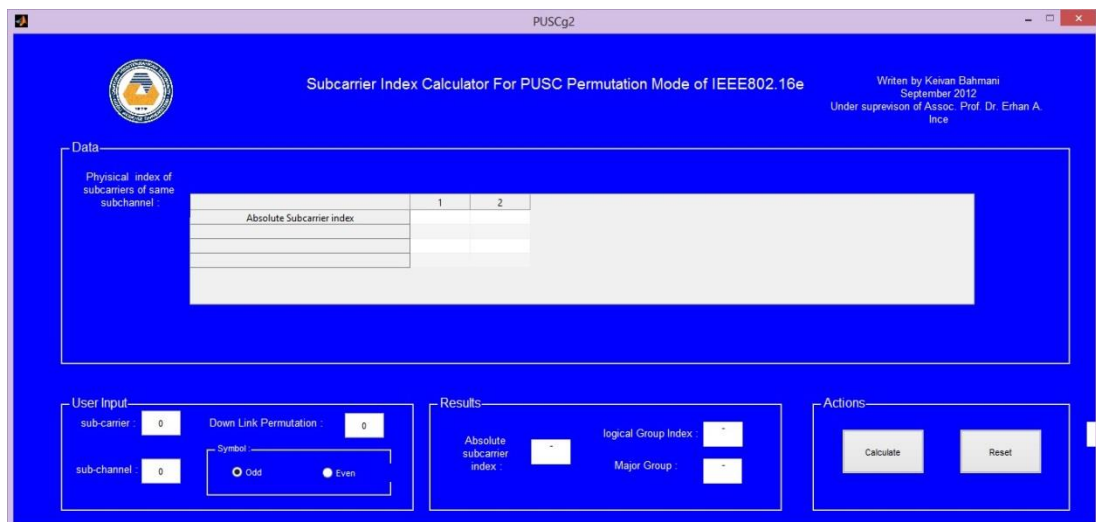 PUSCg2
Subcarrier Index Calculator For PUSC Permutation Mode of IEEE802.16e
Writen by Keivan Bahmani
September 2012
Under suprevison of Assoc. Prof. Dr. Erhan A.
Ince
Data
Phyisical index of
subcarriers of same
subchannel :
1 2
Absolute Subcarrier index
User Input
sub-carrier : 0
Down Link Permutation : 0
Symbol :
Odd Even
sub-channel : 0
Results
Absolute
subcarrier
index : -
logical Group Index : -
Major Group : -
Actions
Calculate Reset